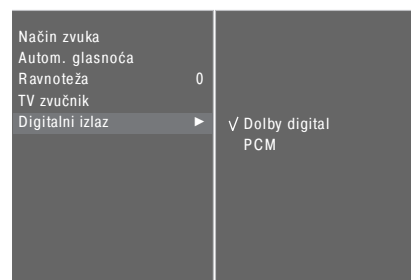 Način zvuka
Autom. glasnoća
Ravnoteža 0
TV zvučnik
Digitalni izlaz ►
√ Dolby digital
PCM